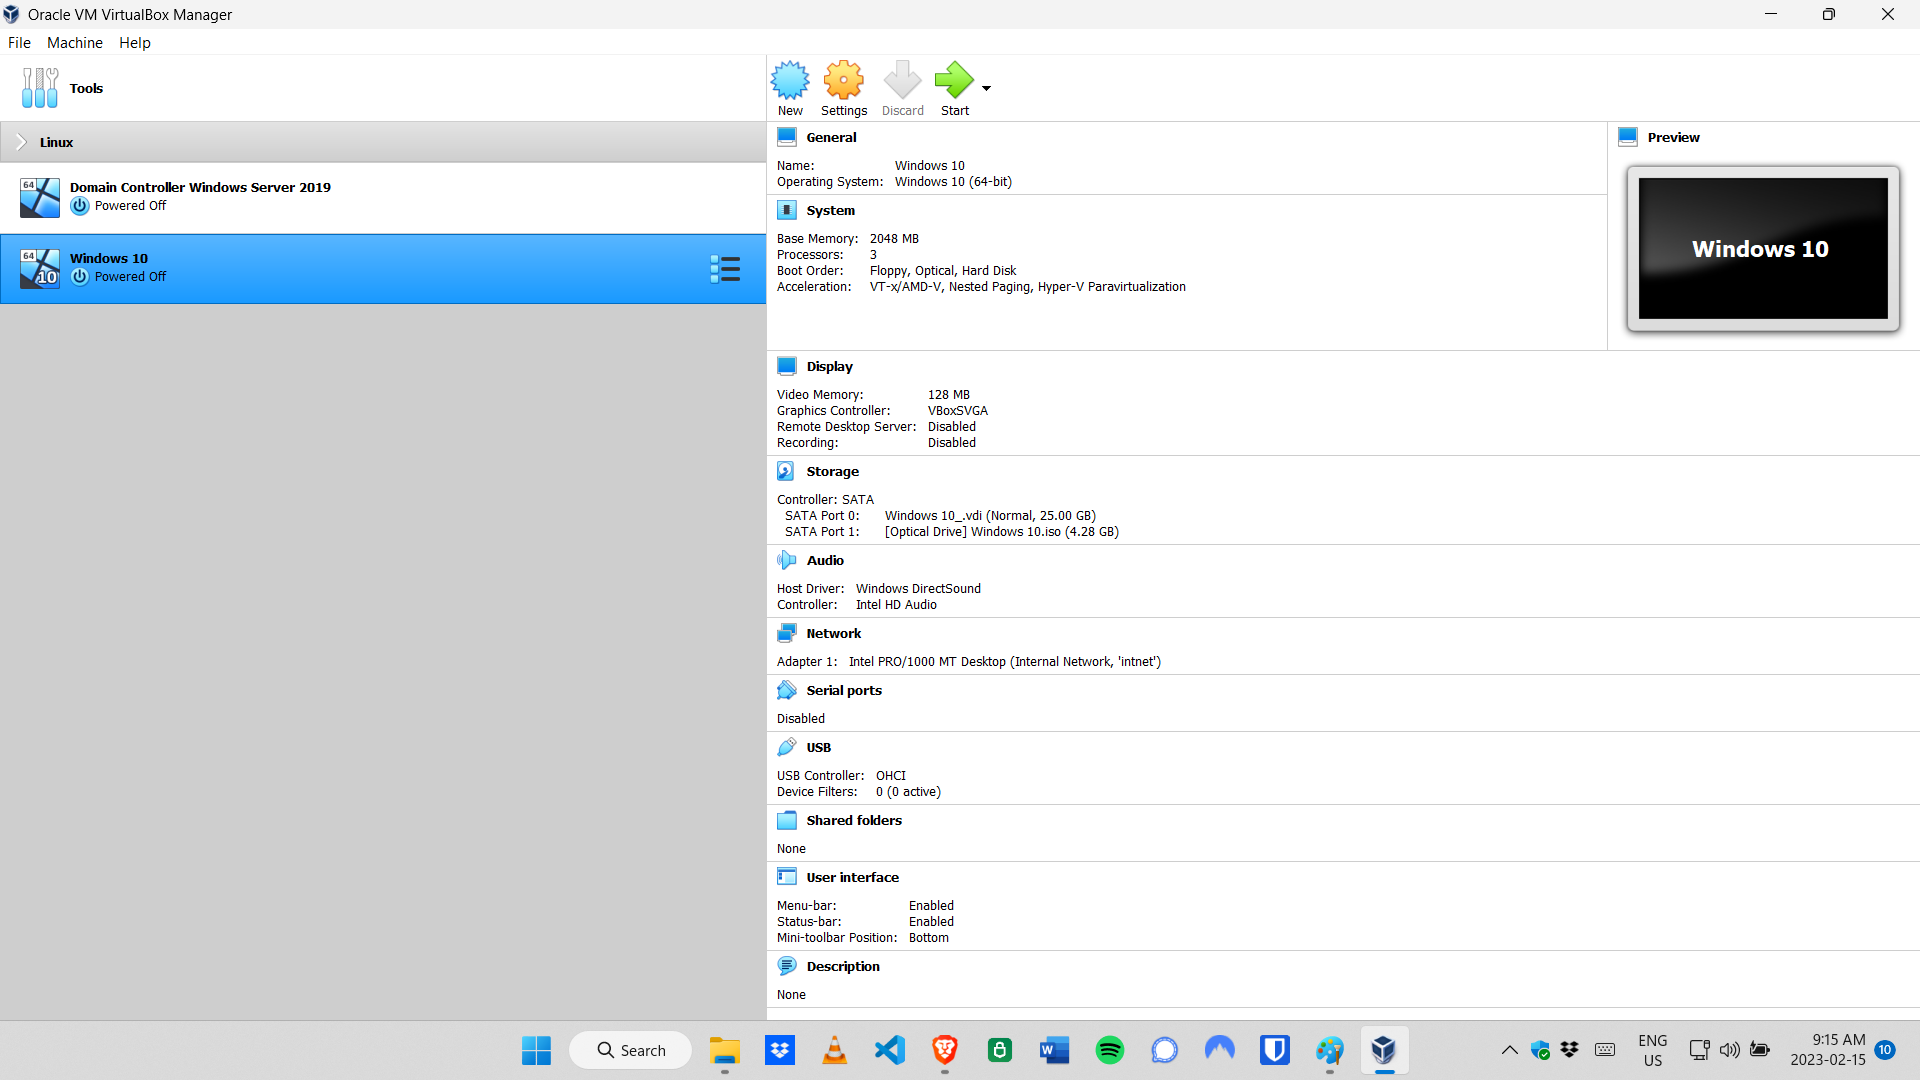 Oracle VM VirtualBox Manager
File Machine Help
Tools
New Settings Discard Start
Linux
64
Domain Controller Windows Server 2019
Powered Off
64
10
Windows 10
Powered Off
General
Name: Windows 10
Operating System: Windows 10 (64-bit)
Preview
Windows 10
System
Base Memory: 2048 MB
Processors: 3
Boot Order: Floppy, Optical, Hard Disk
Acceleration: VT-x/AMD-V, Nested Paging, Hyper-V Paravirtualization
Display
Video Memory: 128 MB
Graphics Controller: VBoxSVGA
Remote Desktop Server: Disabled
Recording: Disabled
Storage
Controller: SATA
SATA Port 0: Windows 10_.vdi (Normal, 25.00 GB)
SATA Port 1: [Optical Drive] Windows 10.iso (4.28 GB)
Audio
Host Driver: Windows DirectSound
Controller: Intel HD Audio
Network
Adapter 1: Intel PRO/1000 MT Desktop (Internal Network, 'intnet')
Serial ports
Disabled
USB
USB Controller: OHCI
Device Filters: 0 (0 active)
Shared folders
None
User interface
Menu-bar: Enabled
Status-bar: Enabled
Mini-toolbar Position: Bottom
Description
None
Search
W
ENG
US
9:15 AM
2023-02-15
10